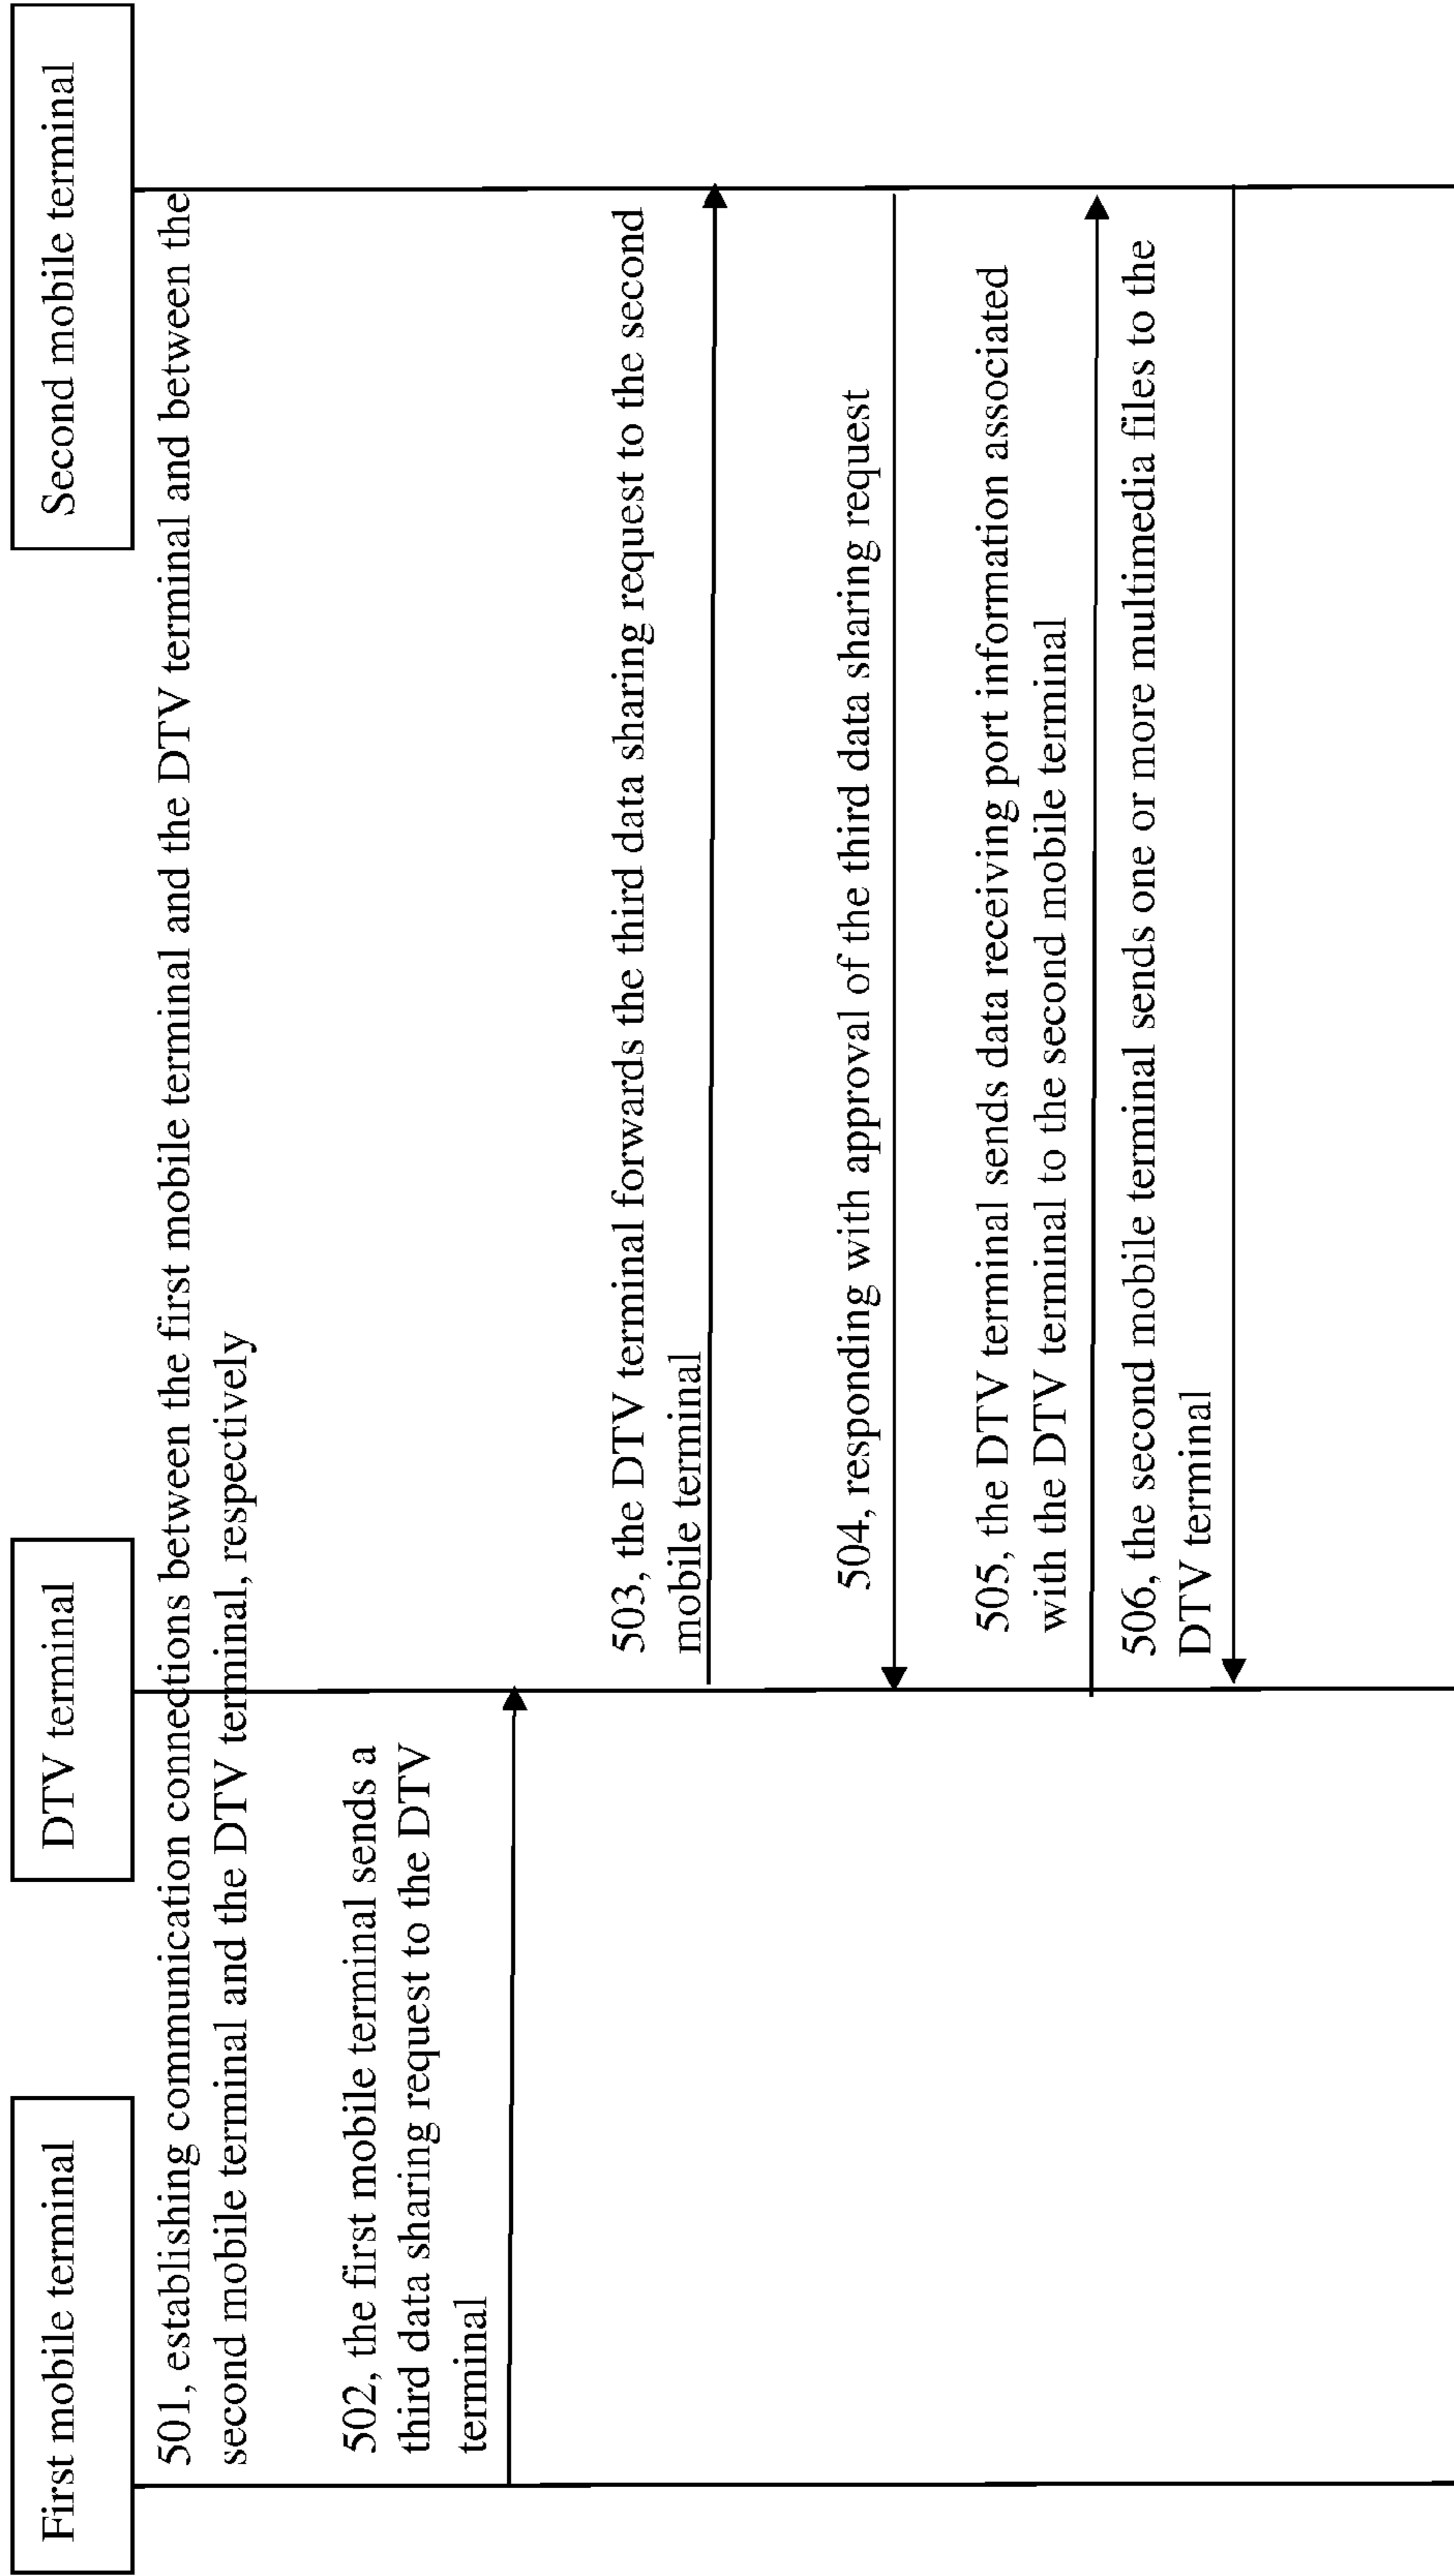 First mobile terminal
DTV terminal
Second mobile terminal
501, establishing communication connections between the first mobile terminal and the DTV terminal and between the
second mobile terminal and the DTV terminal, respectively
502, the first mobile terminal sends a
third data sharing request to the DTV
terminal
503, the DTV terminal forwards the third data sharing request to the second
mobile terminal
504, responding with approval of the third data sharing request
505, the DTV terminal sends data receiving port information associated
with the DTV terminal to the second mobile terminal
506, the second mobile terminal sends one or more multimedia files to the
DTV terminal